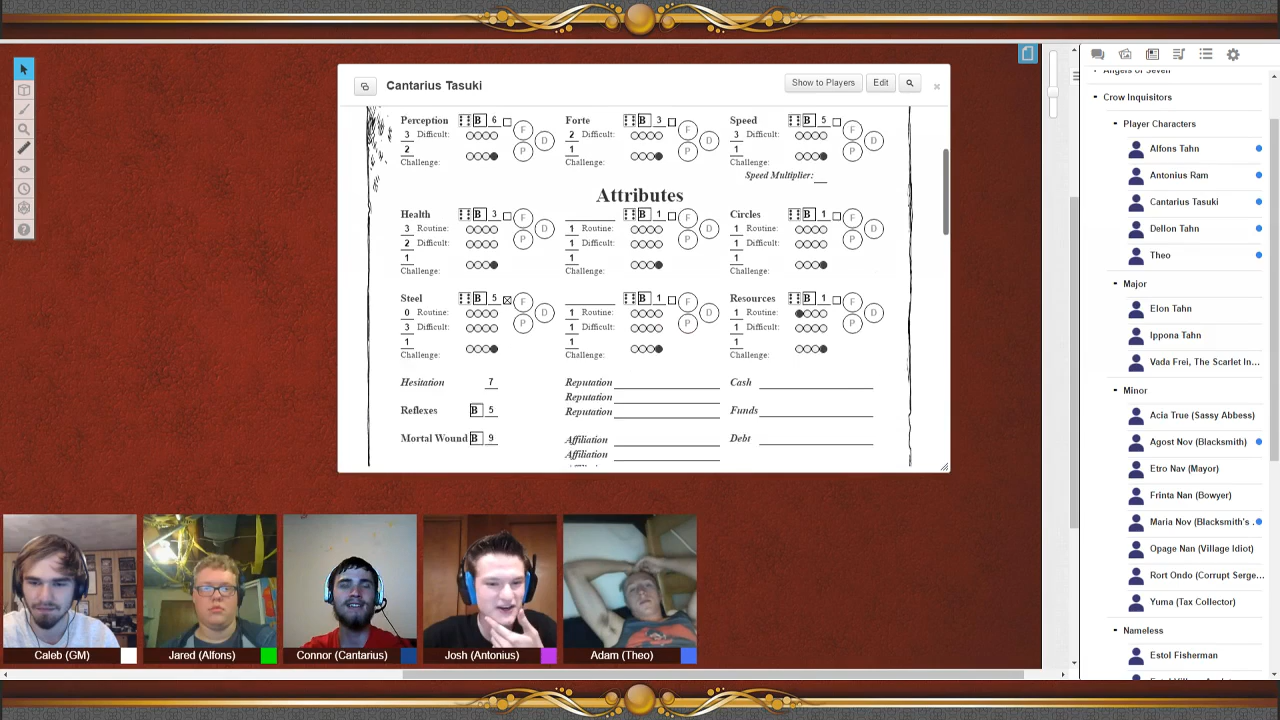 Cantarius Tasuki
Show to Players
Edit
Perception B 6
3 Difficult:
2
Challenge:
F
P
D
Forte B 3
2 Difficult:
1
Challenge:
F
P
D
Speed B 5
3 Difficult:
1
Challenge:
F
P
D
Speed Multiplier:
Attributes
Health B 3
3 Routine:
2 Difficult:
1
Challenge:
F
P
D
B 1
1 Routine:
1 Difficult:
1
Challenge:
F
P
D
Circles B 1
1 Routine:
1 Difficult:
1
Challenge:
F
P
D
Steel B 5
0 Routine:
3 Difficult:
1
Challenge:
F
P
D
B 1
1 Routine:
1 Difficult:
1
Challenge:
F
P
D
Resources B 1
1 Routine:
1 Difficult:
1
Challenge:
F
P
D
Hesitation 7
Reflexes B 5
Mortal Wound B 9
Reputation
Reputation
Reputation
Affiliation
Affiliation
Cash
Funds
Debt
Caleb (GM)
Jared (Alfons)
Connor (Cantarius)
Josh (Antonius)
Adam (Theo)
Angels of Seven
Crow Inquisitors
Player Characters
Alfons Tahn
Antonius Ram
Cantarius Tasuki
Dellon Tahn
Theo
Major
Elon Tahn
Ippona Tahn
Vada Frei, The Scarlet In...
Minor
Acia True (Sassy Abbess)
Agost Nov (Blacksmith)
Etro Nav (Mayor)
Frinta Nan (Bowyer)
Maria Nov (Blacksmith's ...
Opage Nan (Village Idiot)
Rort Ondo (Corrupt Serge...
Yuma (Tax Collector)
Nameless
Estol Fisherman